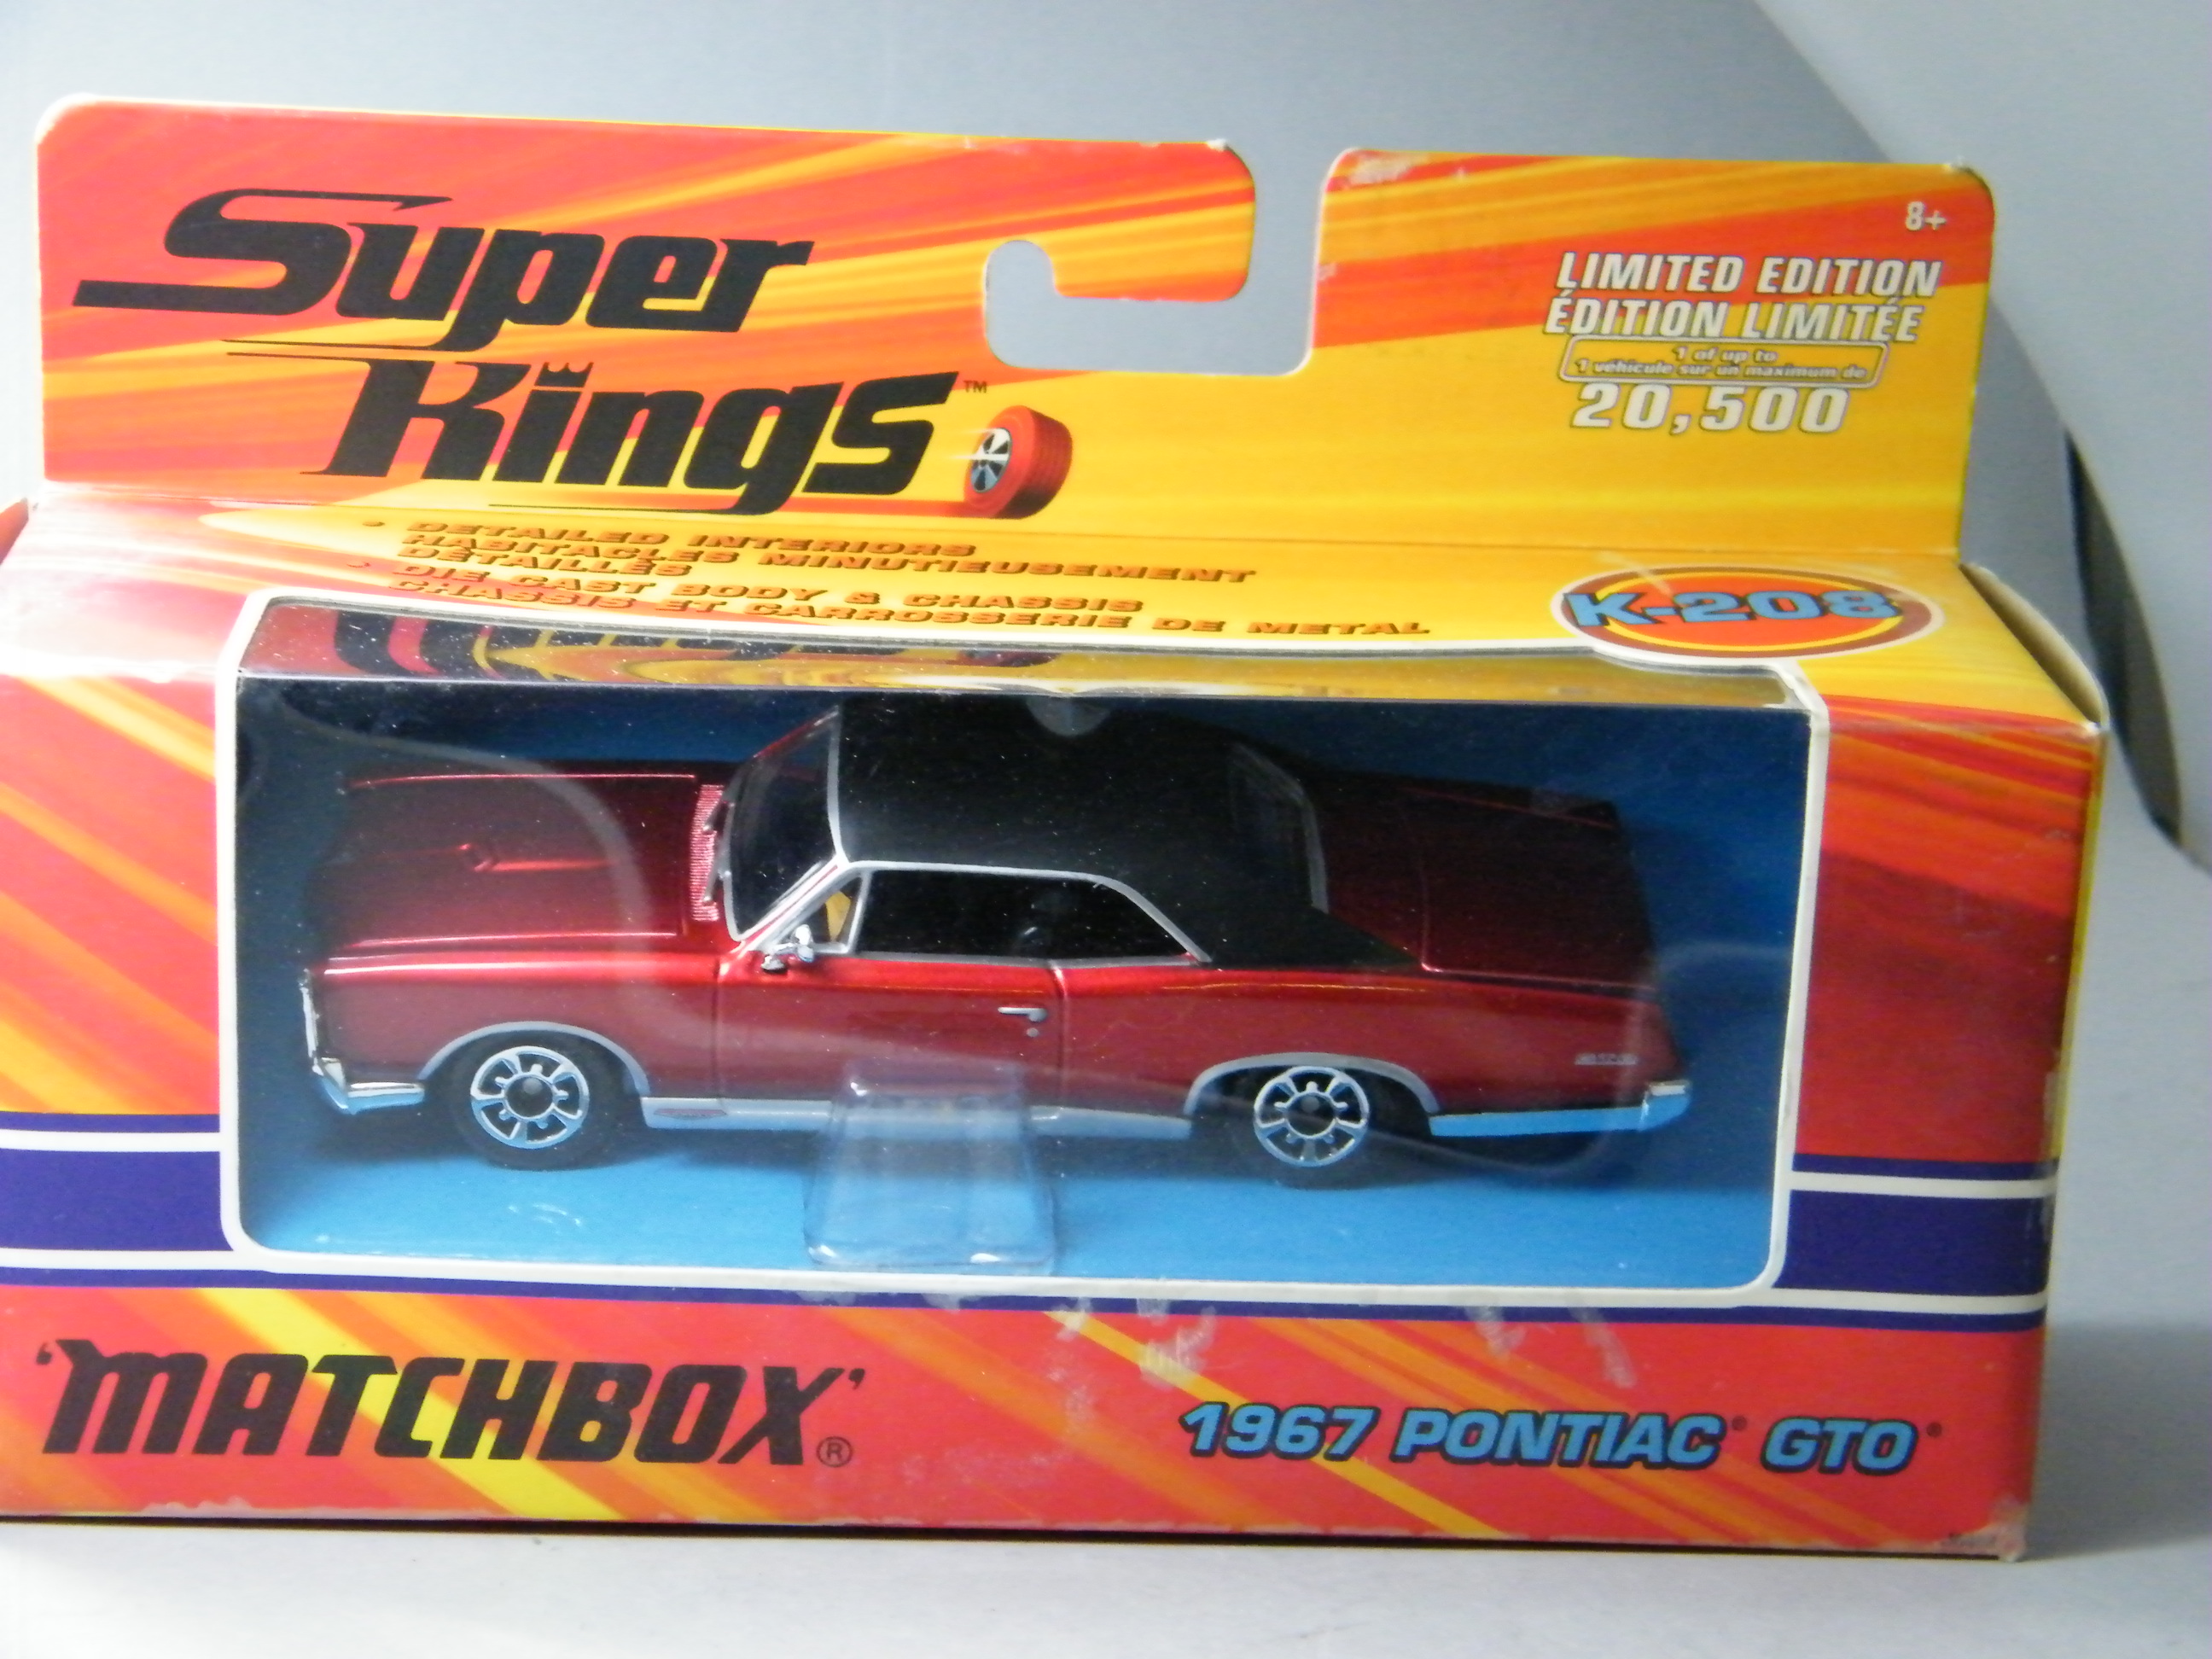 Super
Kings™
8+
LIMITED EDITION
ÉDITION LIMITÉE
1 of up to
1 véhicule sur un maximum de
20,500
• DETAILED INTERIORS
HABITACLES MINUTIEUSEMENT
DÉTAILLÉS
• DIE CAST BODY & CHASSIS
CHASSIS ET CARROSSERIE DE METAL
K-208
'MATCHBOX'®
1967 PONTIAC® GTO®